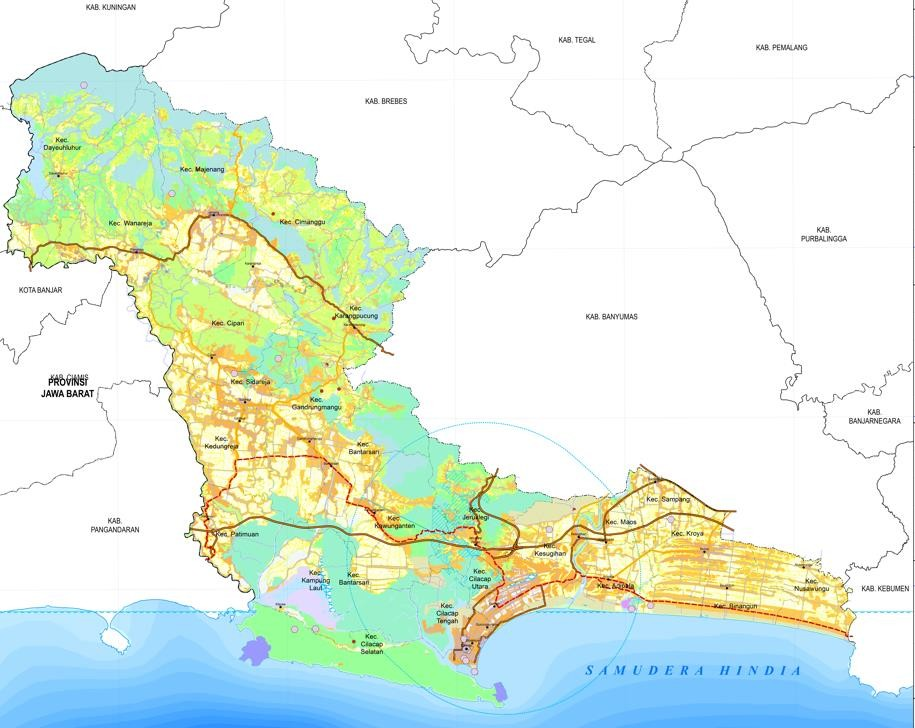 KAB. KUNINGAN
KAB. TEGAL
KAB. PEMALANG
KAB. BREBES
Kec.
Dayeuhluhur
Kec. Majenang
Kec. Wanareja
Kec. Cimanggu
KAB.
PURBALINGGA
KOTA BANJAR
Kec.
Karangpucung
KAB. BANYUMAS
Kec. Cipari
KAB. CIAMIS
PROVINSI
JAWA BARAT
Kec. Sidareja
Kec.
Gandrungmangu
KAB.
BANJARNEGARA
Kec.
Kedungreja
Kec.
Bantarsari
Kec. Sampang
Kec.
Jeruklegi
KAB.
PANGANDARAN
Kec.
Kawunganten
Kec. Maos
Kec. Patimuan
Kec. Kroya
Kec.
Kesugihan
Kec.
Kampung
Laut
Kec.
Bantarsari
Kec.
Cilacap
Utara
Kec. Adipala
Kec.
Nusawungu
KAB. KEBUMEN
Kec.
Cilacap
Tengah
Kec. Binangun
Kec.
Cilacap
Selatan
SAMUDERA HINDIA